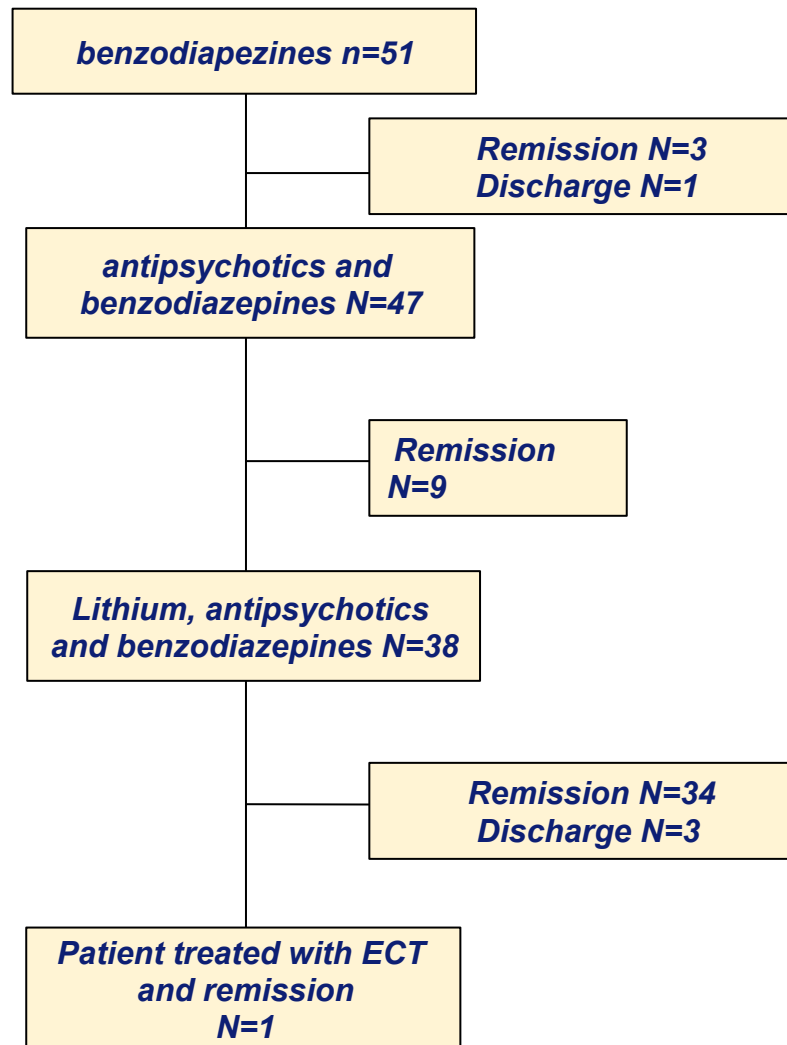 benzodiapezines n=51
Remission N=3
Discharge N=1
antipsychotics and
benzodiazepines N=47
Remission
N=9
Lithium, antipsychotics
and benzodiazepines N=38
Remission N=34
Discharge N=3
Patient treated with ECT
and remission
N=1